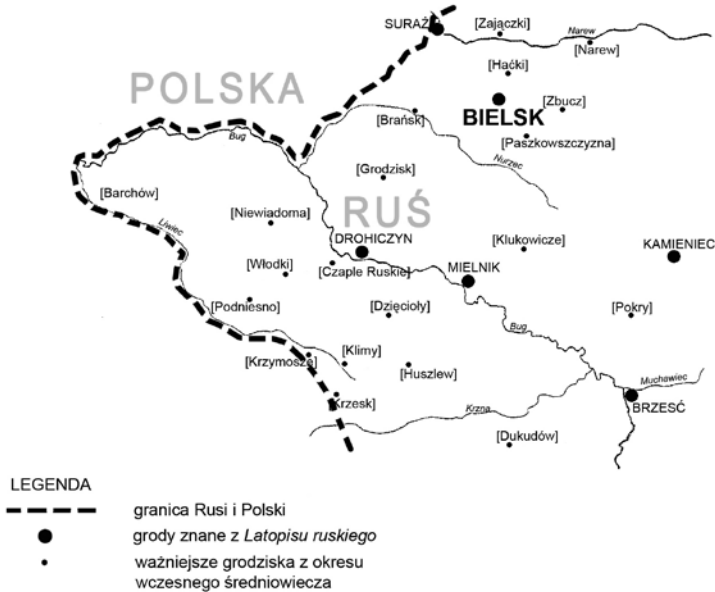 SURAŻ
[Zajączki]
Narew
[Narew]
[Haćki]
POLSKA
BIELSK
[Zbucz]
[Brańsk]
[Paszkowszczyzna]
Bug
Nurzec
[Grodzisk]
[Barchów]
RUŚ
[Niewiadoma]
Liwiec
DROHICZYN
[Klukowicze]
KAMIENIEC
[Włodki]
[Czaple Ruskie]
MIELNIK
[Podniesno]
[Dzięcioły]
[Pokry]
Bug
[Krzymosze]
[Klimy]
[Huszlew]
Muchawiec
[Krzesk]
Krzna
BRZEŚĆ
[Dukudów]
LEGENDA
granica Rusi i Polski
grody znane z Latopisu ruskiego
ważniejsze grodziska z okresu
wczesnego średniowiecza